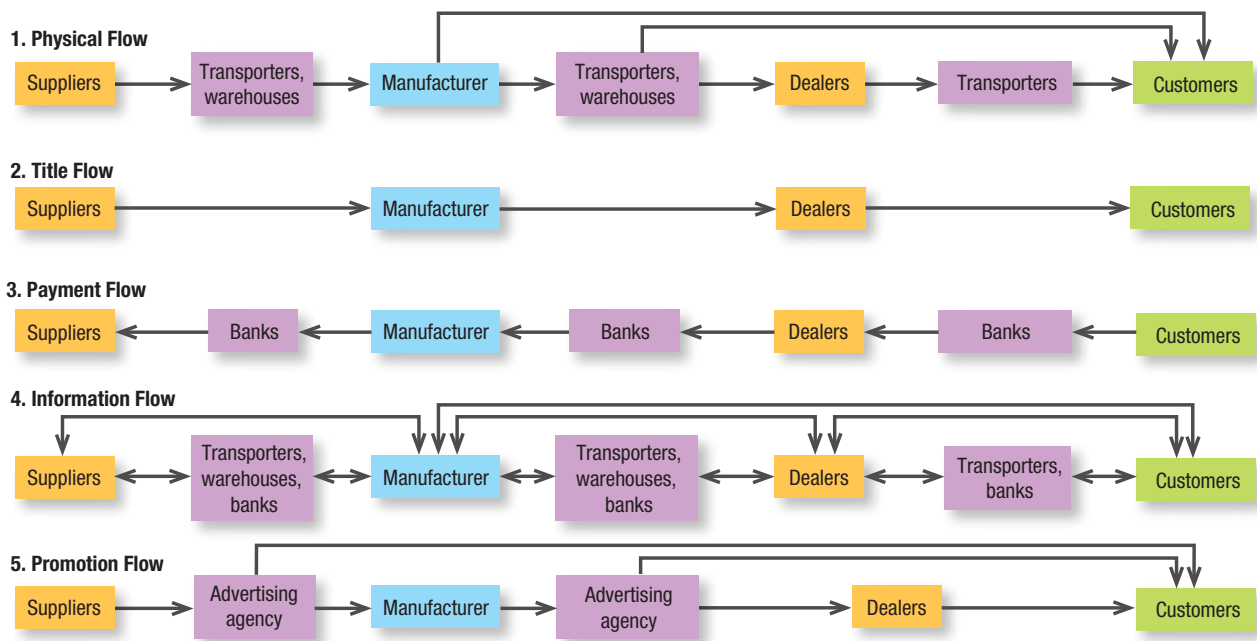 1. Physical Flow
Suppliers
Transporters,
warehouses
Manufacturer
Transporters,
warehouses
Dealers
Transporters
Customers
2. Title Flow
Suppliers
Manufacturer
Dealers
Customers
3. Payment Flow
Suppliers
Banks
Manufacturer
Banks
Dealers
Banks
Customers
4. Information Flow
Suppliers
Transporters,
warehouses,
banks
Manufacturer
Transporters,
warehouses,
banks
Dealers
Transporters,
banks
Customers
5. Promotion Flow
Suppliers
Advertising
agency
Manufacturer
Advertising
agency
Dealers
Customers